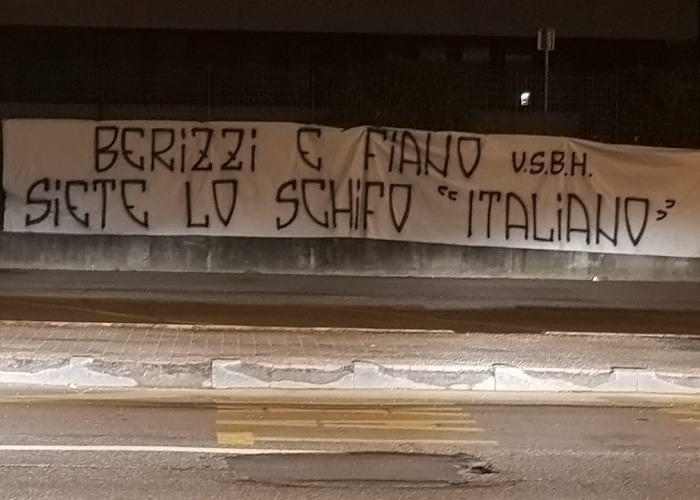 BERiZZi E FiANO V.S.B.H.
SiETE LO SCHiFO "ITALiANO"